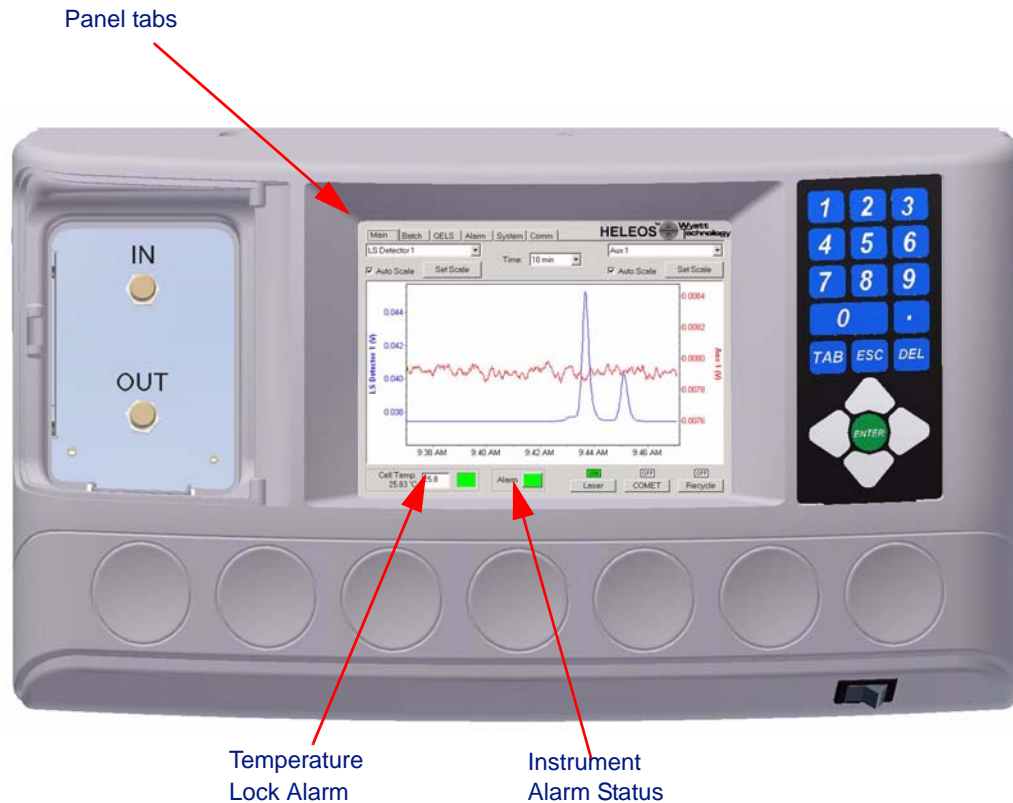 Panel tabs
IN
OUT
Main Batch QELS Alarm System Comm
HELEOS™ Wyatt Technology
LS Detector 1
Time: 10 min
Aux 1
Auto Scale Set Scale
Auto Scale Set Scale
LS Detector 1 (V)
0.044
0.042
0.040
0.038
0.0084
0.0082
0.0080
0.0078
0.0076
Aux 1 (V)
9:38 AM 9:40 AM 9:42 AM 9:44 AM 9:46 AM
Cell Temp.
25.83 °C
25.8
Alarm
ON
Laser
OFF
COMET
OFF
Recycle
1 2 3
4 5 6
7 8 9
0 .
TAB ESC DEL
ENTER
Temperature
Lock Alarm
Instrument
Alarm Status